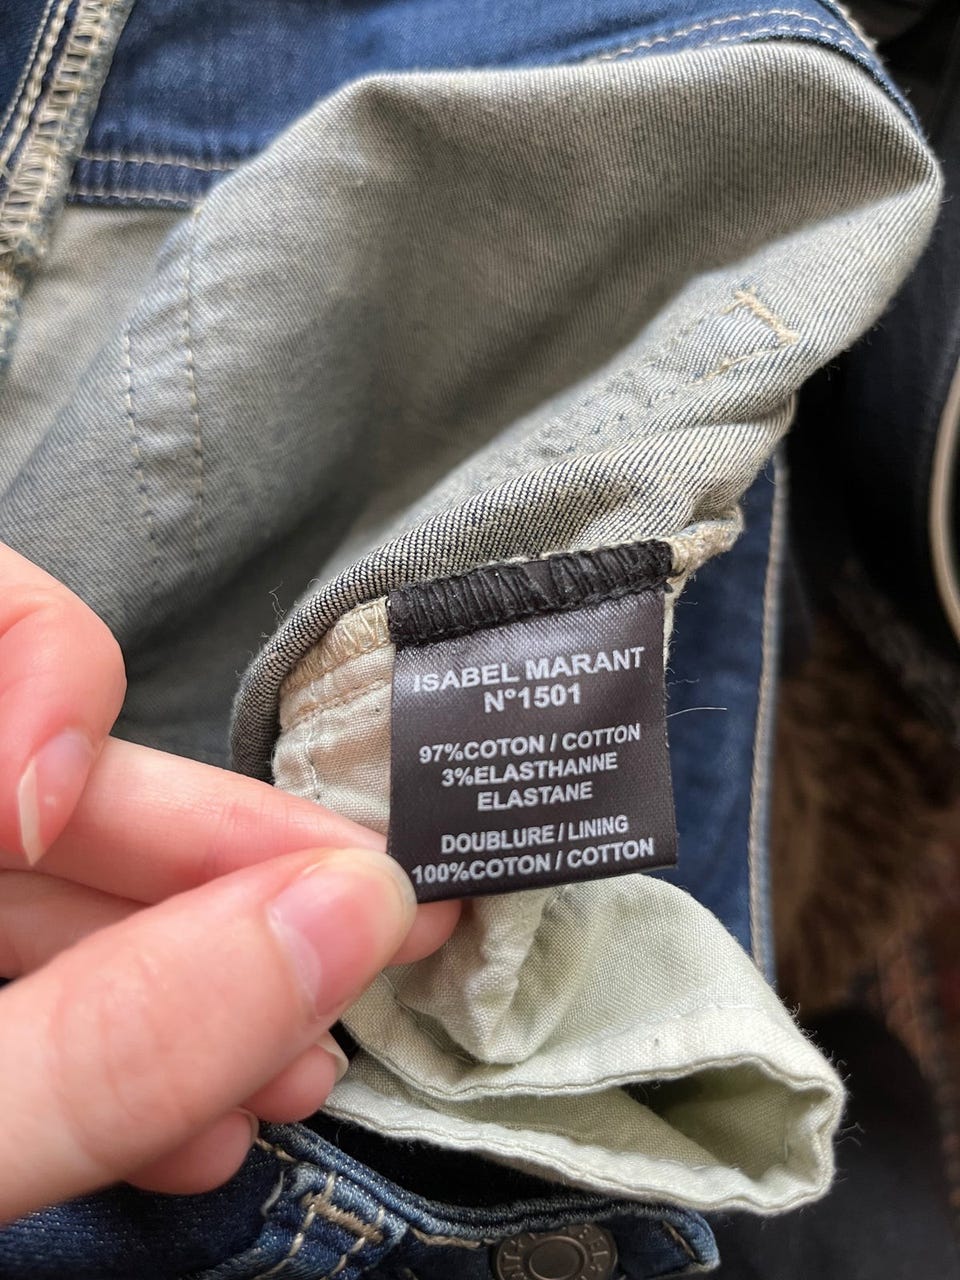 ISABEL MARANT
N°1501
97%COTON / COTTON
3%ELASTHANNE
ELASTANE
DOUBLURE / LINING
100%COTON / COTTON